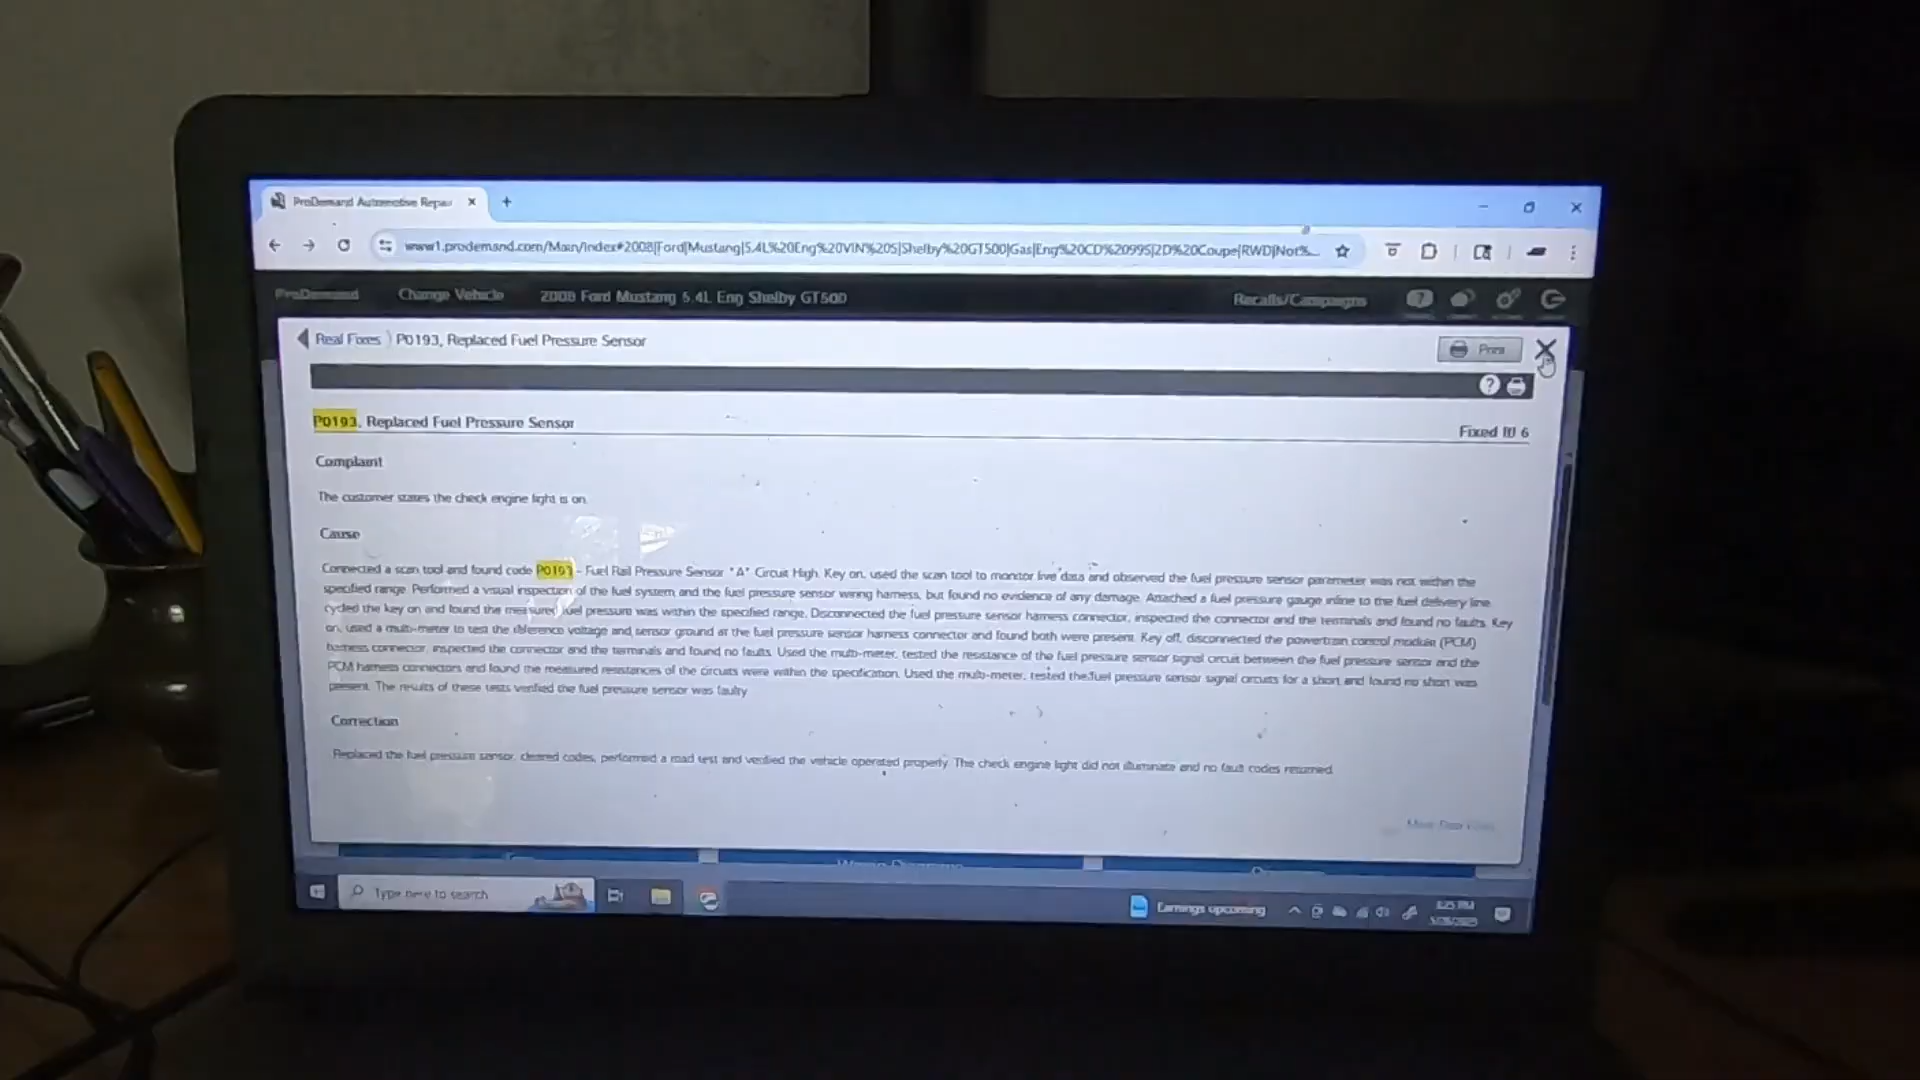 ProDemand Automotive Repai
www1.prodemand.com/Main/Index#2008|Ford|Mustang|5.4L%20Eng%20VIN%20S|Shelby%20GT500|Gas|Eng%20CD%20995|2D%20Coupe|RWD|Not%...
ProDemand Change Vehicle 2008 Ford Mustang 5.4L Eng Shelby GT500 Recalls/Campaigns
Real Fixes P0193, Replaced Fuel Pressure Sensor Print
P0193, Replaced Fuel Pressure Sensor
Fixed 6
Complaint
The customer states the check engine light is on.
Cause
Connected a scan tool and found code P0193 - Fuel Rail Pressure Sensor "A" Circuit High. Key on, used the scan tool to monitor live data and observed the fuel pressure sensor parameter was not within the
specified range. Performed a visual inspection of the fuel system and the fuel pressure sensor wiring harness, but found no evidence of any damage. Attached a fuel pressure gauge inline to the fuel delivery line,
cycled the key on and found the measured fuel pressure was within the specified range. Disconnected the fuel pressure sensor harness connector, inspected the connector and the terminals and found no faults. Key
on, used a multi-meter to test the reference voltage and sensor ground at the fuel pressure sensor harness connector and found both were present. Key off, disconnected the powertrain control module (PCM)
harness connector, inspected the connector and the terminals and found no faults. Used the multi-meter, tested the resistance of the fuel pressure sensor signal circuit between the fuel pressure sensor and the
PCM harness connectors and found the measured resistances of the circuits were within the specification. Used the multi-meter, tested the fuel pressure sensor signal circuits for a short and found no short was
present. The results of these tests verified the fuel pressure sensor was faulty
Correction
Replaced the fuel pressure sensor, cleared codes, performed a road test and verified the vehicle operated properly. The check engine light did not illuminate and no fault codes returned.
Type here to search
Earnings upcoming